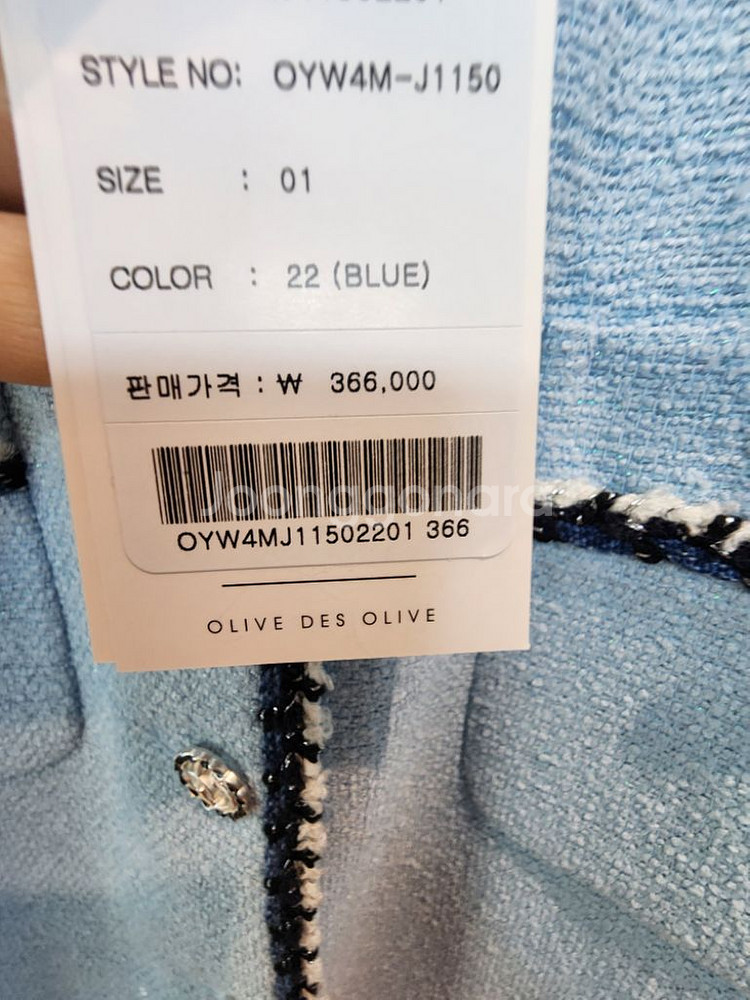 STYLE NO: OYW4M-J1150
SIZE : 01
COLOR : 22 (BLUE)
판매가격 : ₩ 366,000
Joonggonara
OYW4MJ11502201 366
OLIVE DES OLIVE